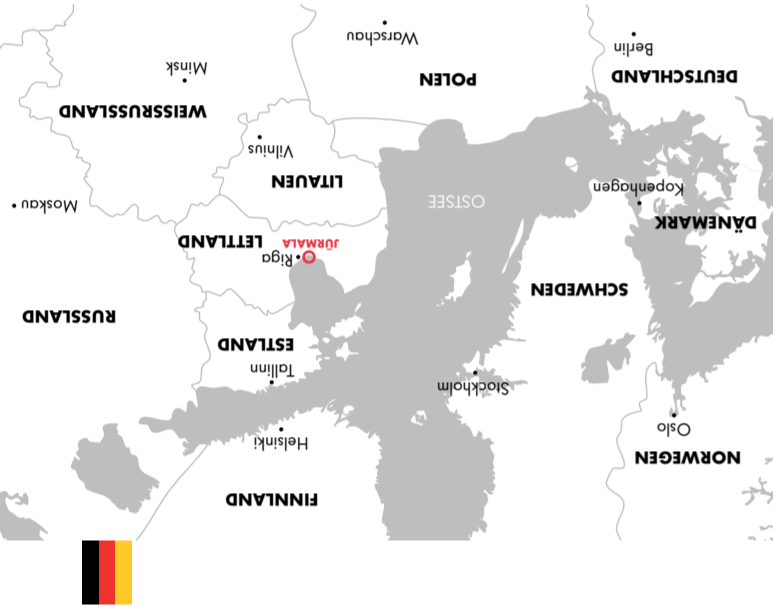 FINNLAND
NORWEGEN
Helsinki
Oslo
Stockholm
Tallinn
ESTLAND
RUSSLAND
SCHWEDEN
Riga
JŪRMALA
LETTLAND
DÄNEMARK
Moskau
OSTSEE
Kopenhagen
LITAUEN
Vilnius
WEISSRUSSLAND
POLEN
DEUTSCHLAND
Minsk
Berlin
Warschau